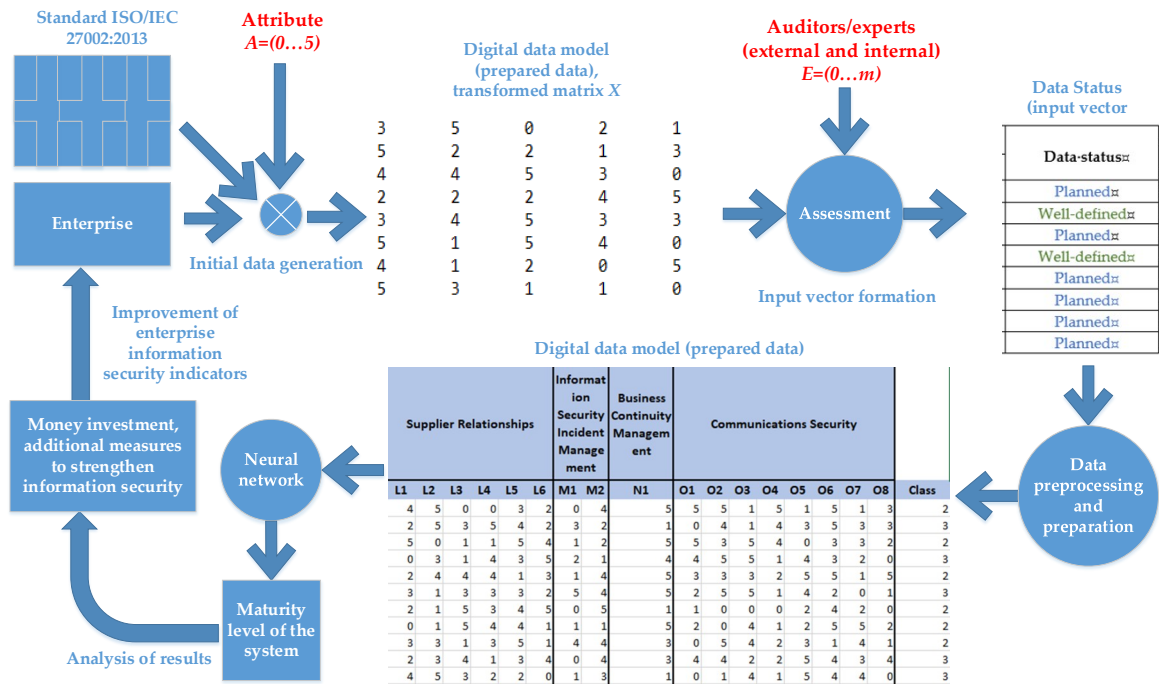 Standard ISO/IEC
27002:2013
Attribute
A=(0…5)
Digital data model
(prepared data),
transformed matrix X
Auditors/experts
(external and internal)
E=(0…m)
Data Status
(input vector
3 5 0 2 1
5 2 2 1 3
4 4 5 3 0
2 2 2 4 5
3 4 5 3 3
5 1 5 4 0
4 1 2 0 5
5 3 1 1 0
Enterprise
Initial data generation
Assessment
Input vector formation
Data·status¤
Planned¤
Well-defined¤
Planned¤
Well-defined¤
Planned¤
Planned¤
Planned¤
Planned¤
Improvement of
enterprise
information
security indicators
Digital data model (prepared data)
Money investment,
additional measures
to strengthen
information security
Neural
network
Data
preprocessing
and
preparation
Maturity
level of the
system
Analysis of results
Supplier Relationships
Informat
ion
Security
Incident
Manage
ment
Business
Continuity
Managem
ent
Communications Security
L1 L2 L3 L4 L5 L6 M1 M2 N1 O1 O2 O3 O4 O5 O6 O7 O8 Class
4 5 0 0 3 2 0 4 5 5 5 1 5 1 5 1 3 2
2 5 3 5 4 2 3 2 1 0 4 1 4 3 5 3 3 3
5 0 1 1 5 4 1 2 5 5 3 5 4 0 3 3 2 2
0 3 1 4 3 5 2 1 4 4 5 5 1 4 3 2 0 3
2 4 4 4 1 3 1 4 5 3 3 3 2 5 5 1 5 2
3 1 3 3 3 2 5 4 5 2 5 5 1 4 2 0 1 3
2 1 5 3 4 5 0 5 1 1 0 0 0 2 4 2 0 2
0 1 5 4 4 1 1 1 5 2 0 4 1 2 5 5 2 2
3 3 1 3 5 1 4 4 3 0 5 4 2 3 1 4 1 2
2 3 4 1 3 4 0 4 3 4 4 2 2 5 4 3 4 3
4 5 3 2 2 0 1 3 1 0 1 4 1 5 4 4 0 3